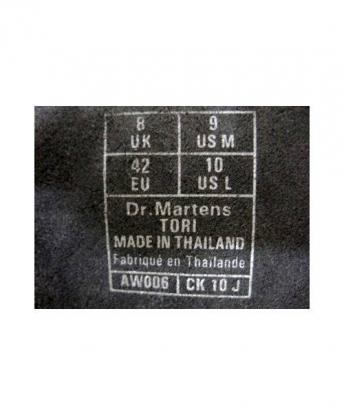 8 9
UK US M
42 10
EU US L
Dr.Martens
TORI
MADE IN THAILAND
Fabriqué en Thaïlande
AW006 CK 10 J